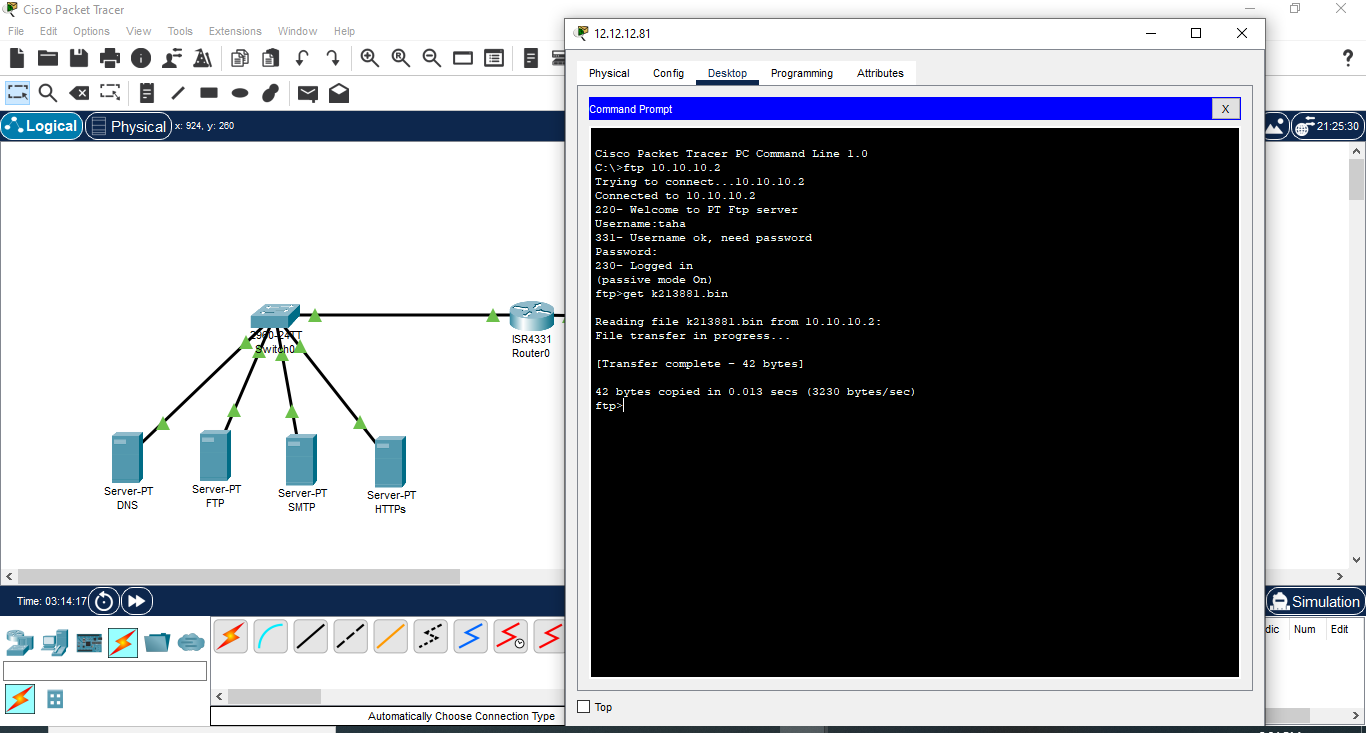 Cisco Packet Tracer
File Edit Options View Tools Extensions Window Help
?
Logical Physical x: 924, y: 260
21:25:30
2960-24TT
Switch0
ISR4331
Router0
Server-PT
DNS
Server-PT
FTP
Server-PT
SMTP
Server-PT
HTTPs
12.12.12.81
Physical Config Desktop Programming Attributes
Command Prompt X
Cisco Packet Tracer PC Command Line 1.0
C:\>ftp 10.10.10.2
Trying to connect...10.10.10.2
Connected to 10.10.10.2
220- Welcome to PT Ftp server
Username:taha
331- Username ok, need password
Password:
230- Logged in
(passive mode On)
ftp>get k213881.bin
Reading file k213881.bin from 10.10.10.2:
File transfer in progress...
[Transfer complete - 42 bytes]
42 bytes copied in 0.013 secs (3230 bytes/sec)
ftp>
Top
Time: 03:14:17
Simulation
dic Num Edit
Automatically Choose Connection Type